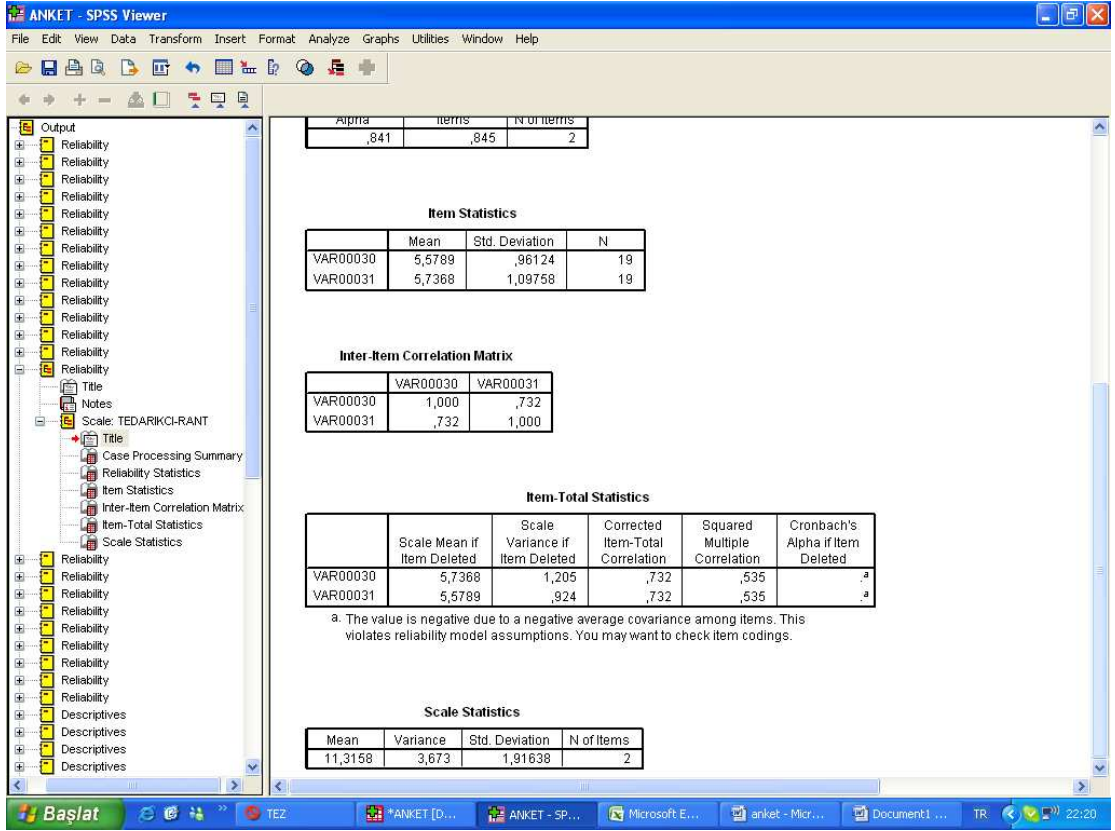 ANKET - SPSS Viewer
File Edit View Data Transform Insert Format Analyze Graphs Utilities Window Help
Output
Reliability
Reliability
Reliability
Reliability
Reliability
Reliability
Reliability
Reliability
Reliability
Reliability
Reliability
Reliability
Reliability
Reliability
Title
Notes
Scale: TEDARIKCI-RANT
Title
Case Processing Summary
Reliability Statistics
Item Statistics
Inter-Item Correlation Matrix
Item-Total Statistics
Scale Statistics
Reliability
Reliability
Reliability
Reliability
Reliability
Reliability
Reliability
Reliability
Reliability
Descriptives
Descriptives
Descriptives
Descriptives
Alpha Items N of Items
,841 ,845 2
Item Statistics
Mean Std. Deviation N
VAR00030 5,5789 ,96124 19
VAR00031 5,7368 1,09758 19
Inter-Item Correlation Matrix
VAR00030 VAR00031
VAR00030 1,000 ,732
VAR00031 ,732 1,000
Item-Total Statistics
Scale Mean if Item Deleted Scale Variance if Item Deleted Corrected Item-Total Correlation Squared Multiple Correlation Cronbach's Alpha if Item Deleted
VAR00030 5,7368 1,205 ,732 ,535 .a
VAR00031 5,5789 ,924 ,732 ,535 .a
a. The value is negative due to a negative average covariance among items. This
violates reliability model assumptions. You may want to check item codings.
Scale Statistics
Mean Variance Std. Deviation N of Items
11,3158 3,673 1,91638 2
Başlat TEZ *ANKET [D... ANKET - SP... Microsoft E... anket - Micr... Document1 ... TR 22:20